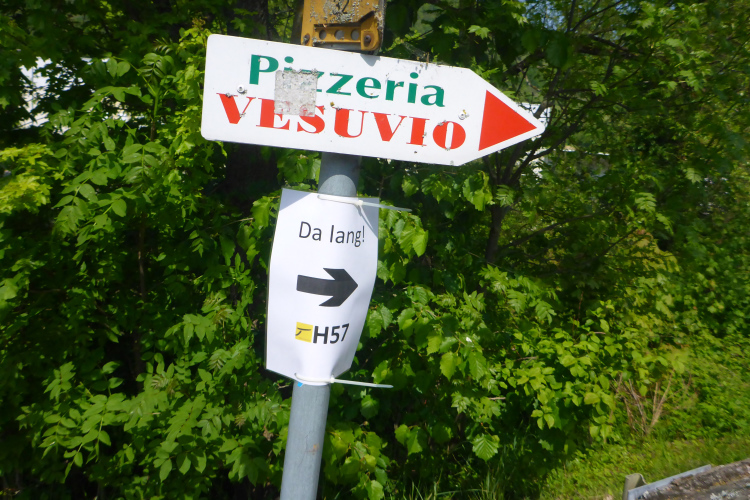 Pizzeria
VESUVIO
Da lang!
H57